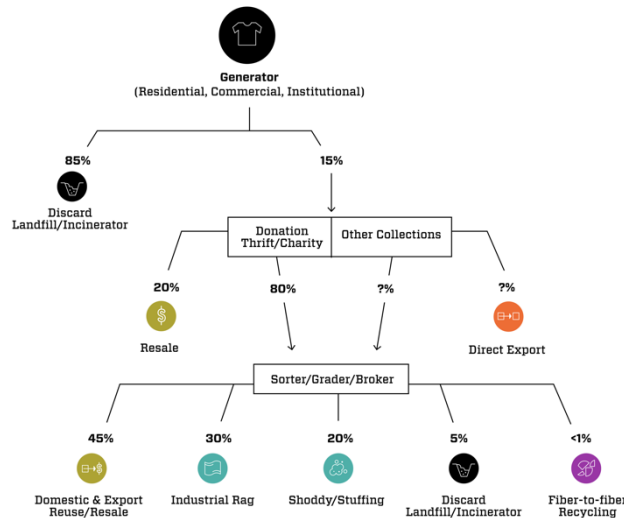 Generator
(Residential, Commercial, Institutional)
85%
15%
Discard
Landfill/Incinerator
Donation
Thrift/Charity
Other Collections
20%
80%
?%
?%
$
Resale
Direct Export
Sorter/Grader/Broker
45%
30%
20%
5%
<1%
$
Domestic & Export
Reuse/Resale
Industrial Rag
Shoddy/Stuffing
Discard
Landfill/Incinerator
Fiber-to-fiber
Recycling